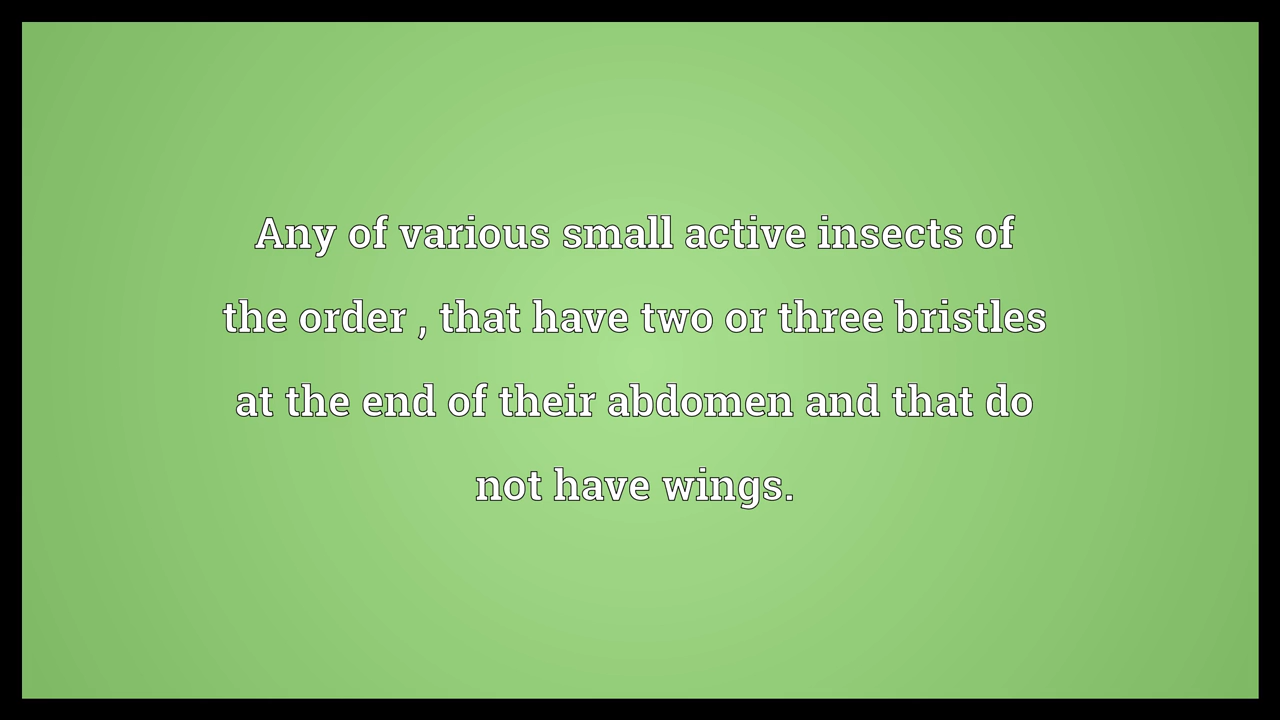 Any of various small active insects of
the order , that have two or three bristles
at the end of their abdomen and that do
not have wings.